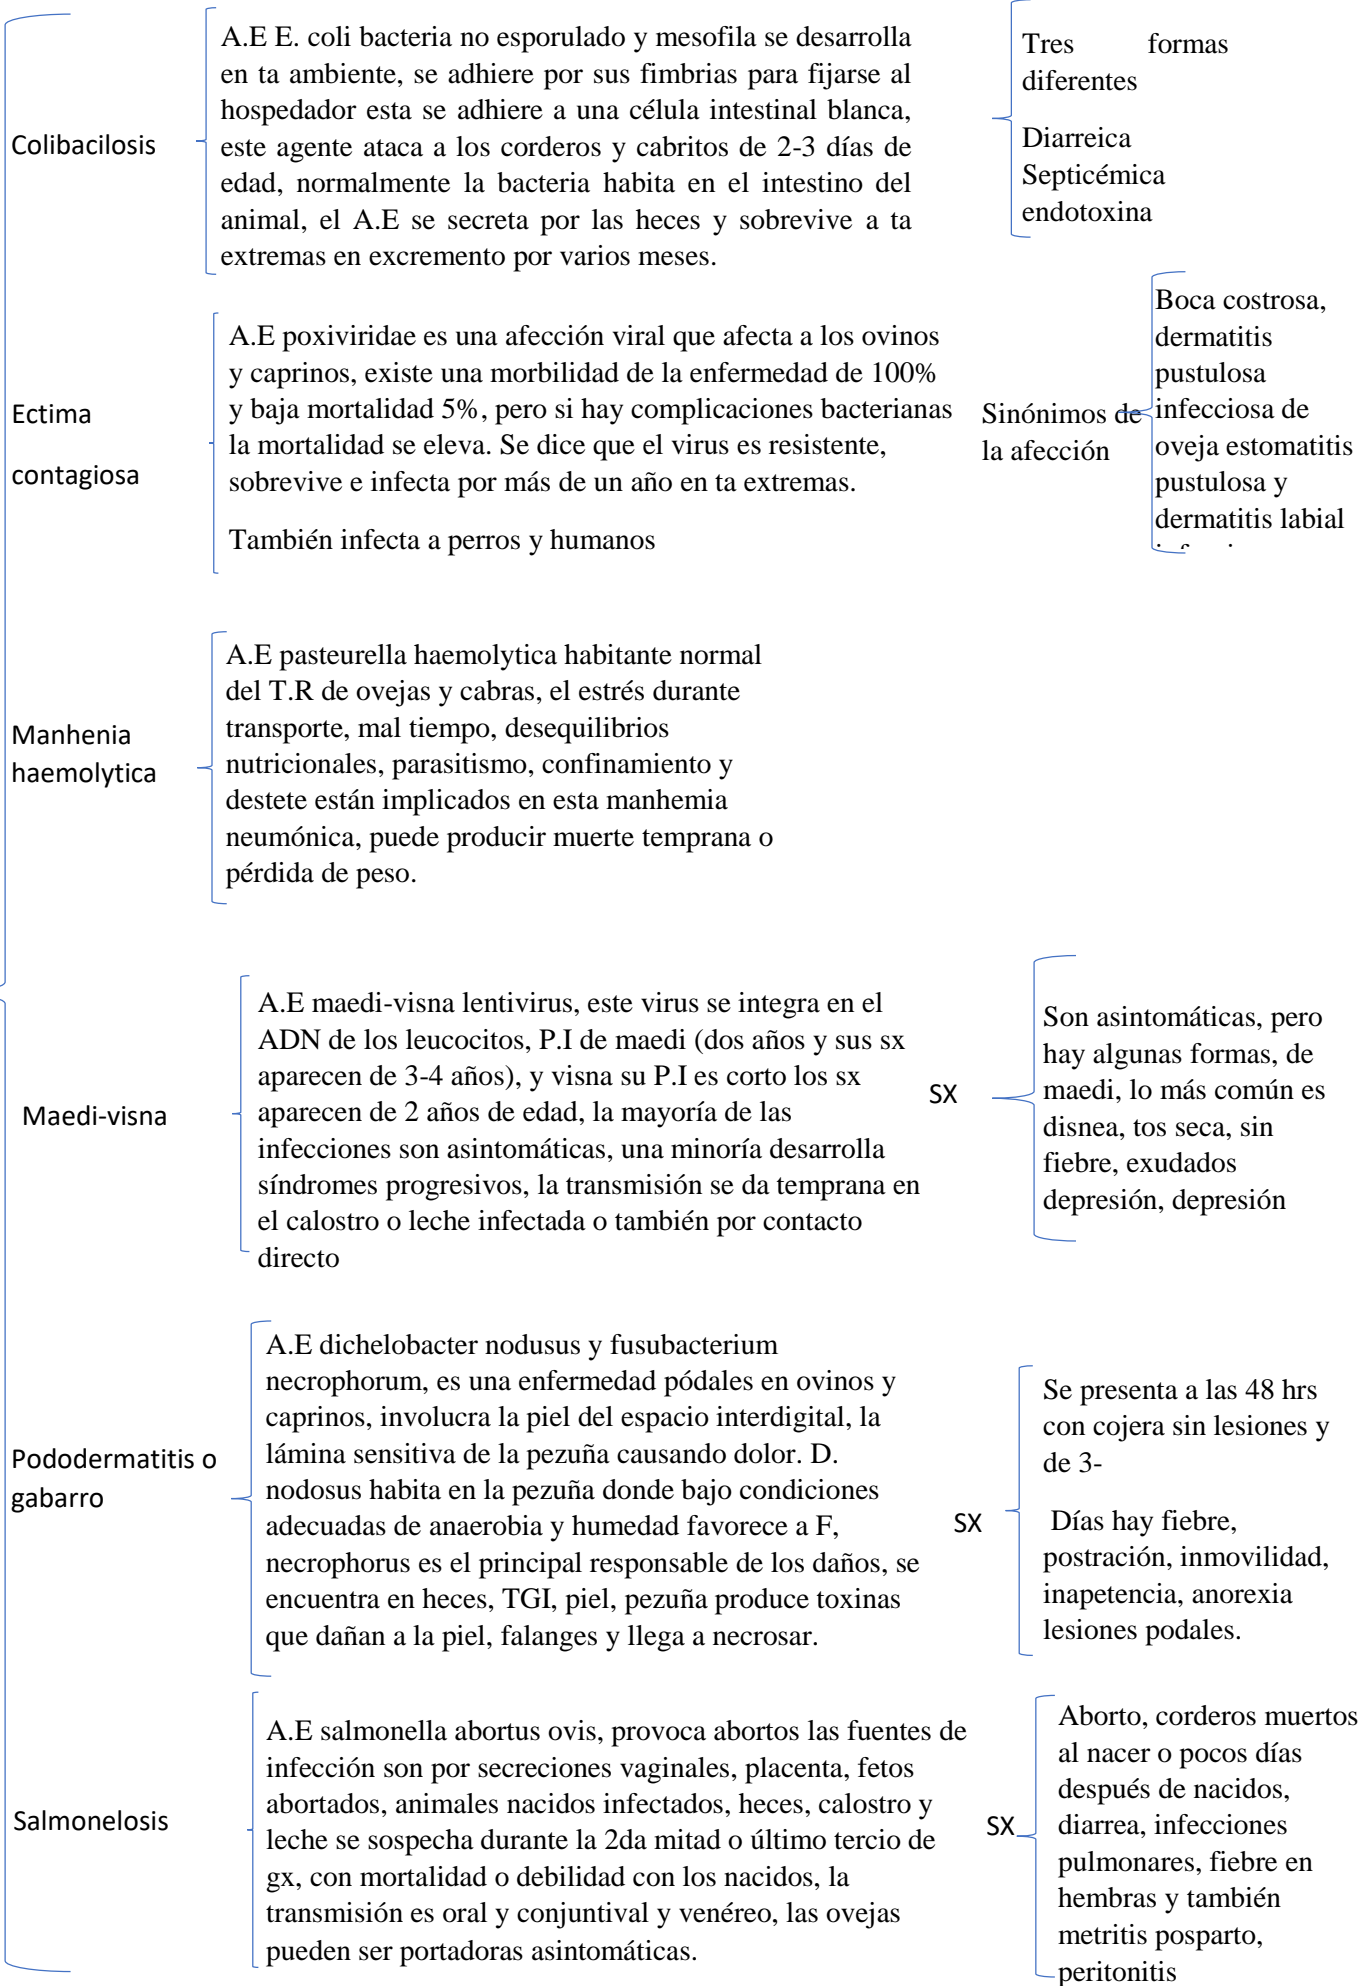 Colibacilosis
A.E E. coli bacteria no esporulado y mesofila se desarrolla
en ta ambiente, se adhiere por sus fimbrias para fijarse al
hospedador esta se adhiere a una célula intestinal blanca,
este agente ataca a los corderos y cabritos de 2-3 días de
edad, normalmente la bacteria habita en el intestino del
animal, el A.E se secreta por las heces y sobrevive a ta
extremas en excremento por varios meses.
Tres formas
diferentes
Diarreica
Septicémica
endotoxina
Ectima
contagiosa
A.E poxiviridae es una afección viral que afecta a los ovinos
y caprinos, existe una morbilidad de la enfermedad de 100%
y baja mortalidad 5%, pero si hay complicaciones bacterianas
la mortalidad se eleva. Se dice que el virus es resistente,
sobrevive e infecta por más de un año en ta extremas.
También infecta a perros y humanos
Sinónimos de
la afección
Boca costrosa,
dermatitis
pustulosa
infecciosa de
oveja estomatitis
pustulosa y
dermatitis labial
Manhenia
haemolytica
A.E pasteurella haemolytica habitante normal
del T.R de ovejas y cabras, el estrés durante
transporte, mal tiempo, desequilibrios
nutricionales, parasitismo, confinamiento y
destete están implicados en esta manhemia
neumónica, puede producir muerte temprana o
pérdida de peso.
Maedi-visna
A.E maedi-visna lentivirus, este virus se integra en el
ADN de los leucocitos, P.I de maedi (dos años y sus sx
aparecen de 3-4 años), y visna su P.I es corto los sx
aparecen de 2 años de edad, la mayoría de las
infecciones son asintomáticas, una minoría desarrolla
síndromes progresivos, la transmisión se da temprana en
el calostro o leche infectada o también por contacto
directo
SX
Son asintomáticas, pero
hay algunas formas, de
maedi, lo más común es
disnea, tos seca, sin
fiebre, exudados
depresión, depresión
Pododermatitis o
gabarro
A.E dichelobacter nodusus y fusubacterium
necrophorum, es una enfermedad pódales en ovinos y
caprinos, involucra la piel del espacio interdigital, la
lámina sensitiva de la pezuña causando dolor. D.
nodosus habita en la pezuña donde bajo condiciones
adecuadas de anaerobia y humedad favorece a F,
necrophorus es el principal responsable de los daños, se
encuentra en heces, TGI, piel, pezuña produce toxinas
que dañan a la piel, falanges y llega a necrosar.
SX
Se presenta a las 48 hrs
con cojera sin lesiones y
de 3-
Días hay fiebre,
postración, inmovilidad,
inapetencia, anorexia
lesiones podales.
Salmonelosis
A.E salmonella abortus ovis, provoca abortos las fuentes de
infección son por secreciones vaginales, placenta, fetos
abortados, animales nacidos infectados, heces, calostro y
leche se sospecha durante la 2da mitad o último tercio de
gx, con mortalidad o debilidad con los nacidos, la
transmisión es oral y conjuntival y venéreo, las ovejas
pueden ser portadoras asintomáticas.
SX
Aborto, corderos muertos
al nacer o pocos días
después de nacidos,
diarrea, infecciones
pulmonares, fiebre en
hembras y también
metritis posparto,
peritonitis